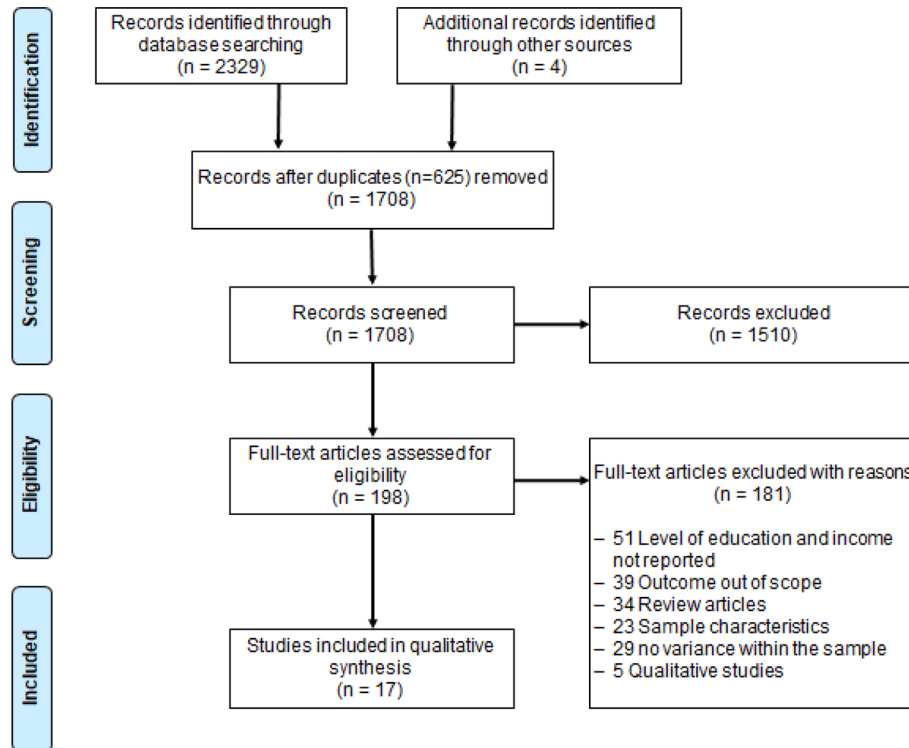 Identification
Records identified through
database searching
(n = 2329)
Additional records identified
through other sources
(n = 4)
Records after duplicates (n=625) removed
(n = 1708)
Screening
Records screened
(n = 1708)
Records excluded
(n = 1510)
Eligibility
Full-text articles assessed for
eligibility
(n = 198)
Full-text articles excluded with reasons
(n = 181)
– 51 Level of education and income
not reported
– 39 Outcome out of scope
– 34 Review articles
– 23 Sample characteristics
– 29 no variance within the sample
– 5 Qualitative studies
Included
Studies included in qualitative
synthesis
(n = 17)